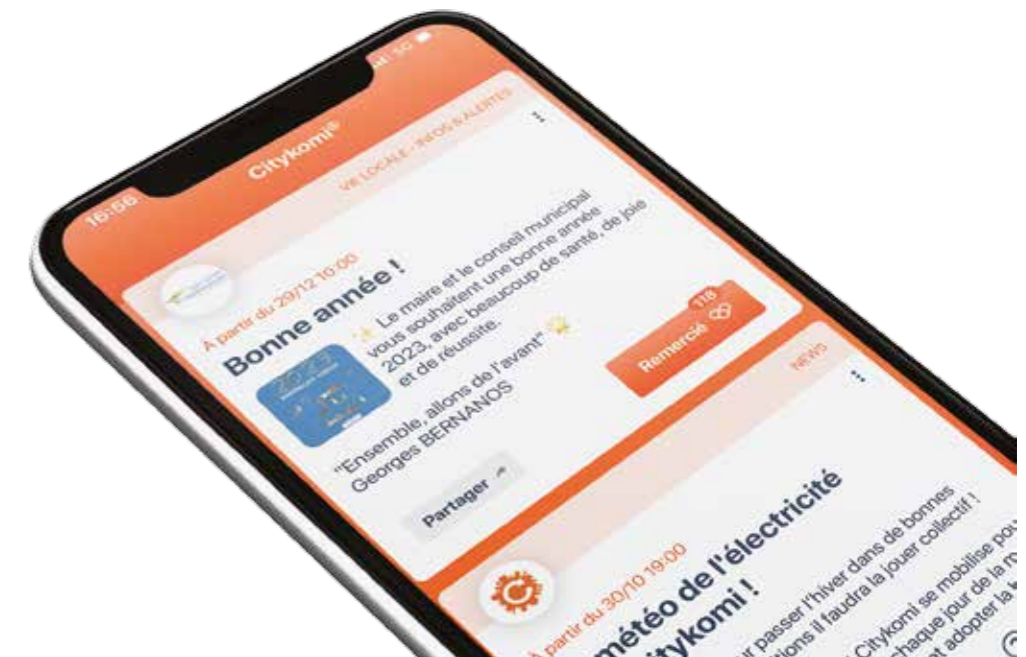 16:56
5G
Citykomi®
VIE LOCALE - INFOS & ALERTES
À partir du 29/12 10:00
Bonne année !
Le maire et le conseil municipal
vous souhaitent une bonne année
2023, avec beaucoup de santé, de joie
et de réussite.
2023
"Ensemble, allons de l'avant"
Georges BERNANOS
118
Remercié
Partager
NEWS
À partir du 30/10 19:00
météo de l'électricité
tykomi !
passer l'hiver dans de bonnes
tions il faudra la jouer collectif !
Citykomi se mobilise pou
haque jour de la m
adopter la